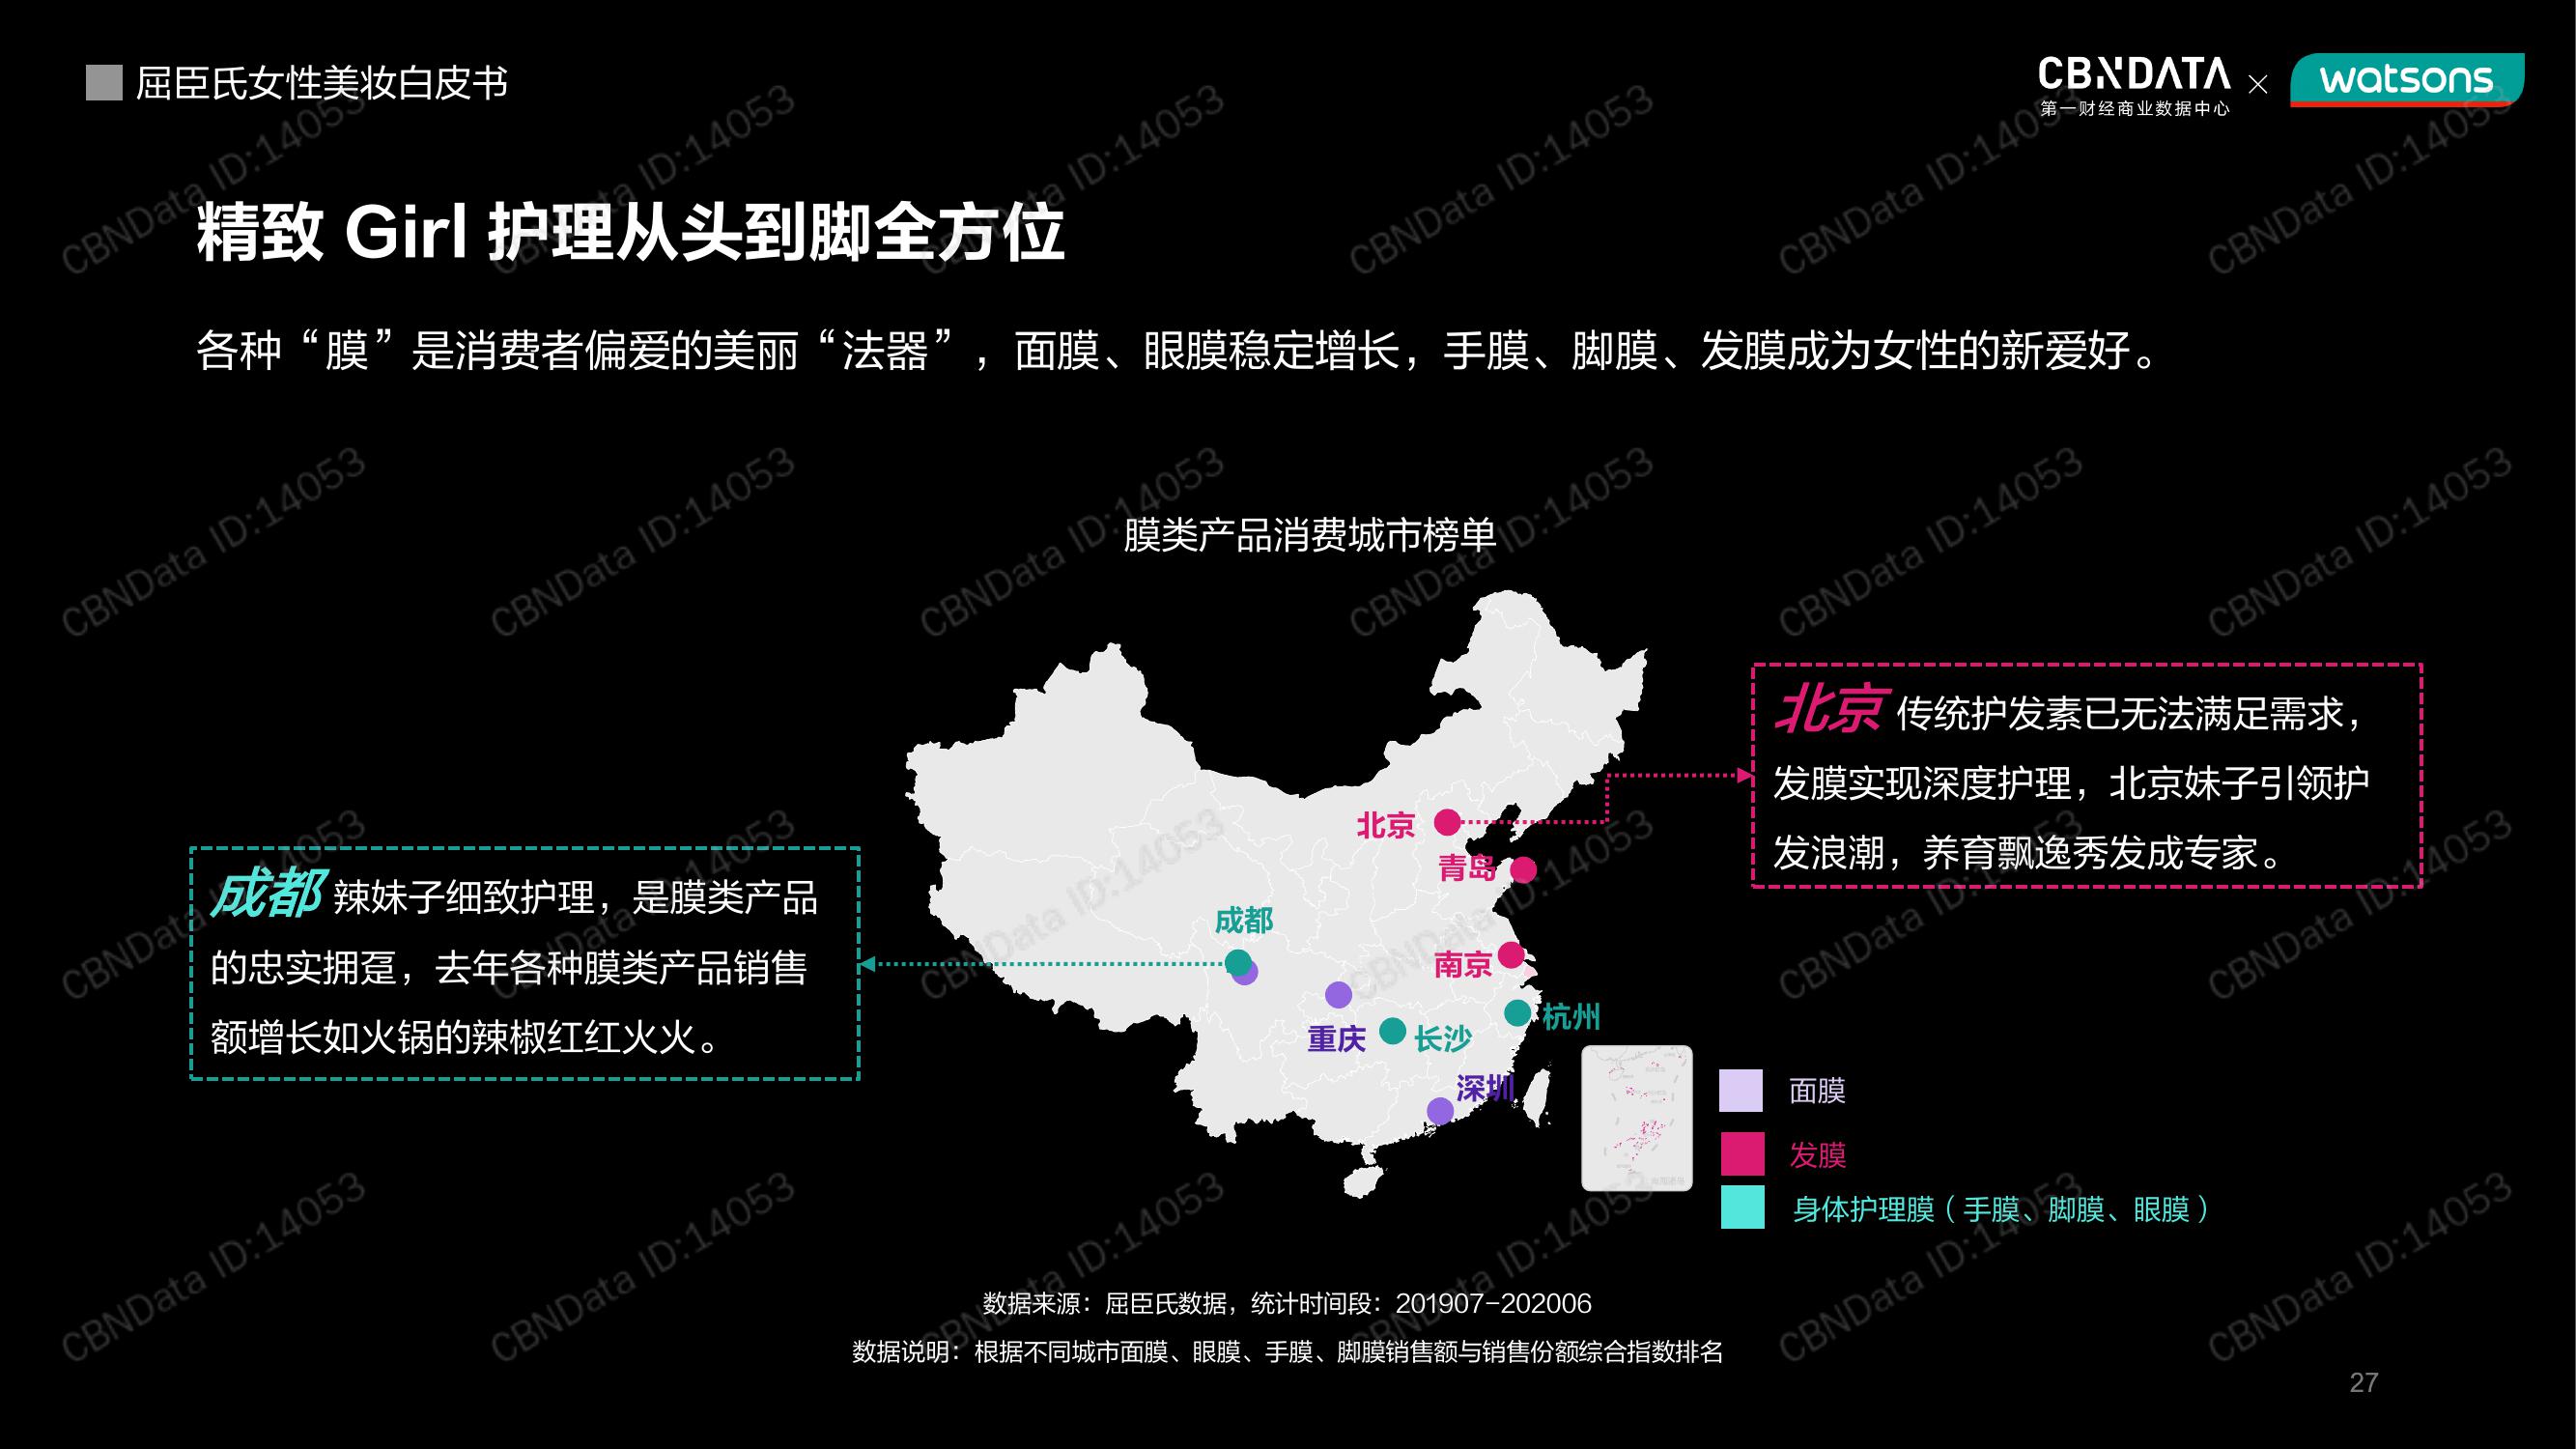 屈臣氏女性美妆白皮书
CBNDATA
第一财经商业数据中心
×
watsons
精致 Girl 护理从头到脚全方位
各种“膜”是消费者偏爱的美丽“法器”，面膜、眼膜稳定增长，手膜、脚膜、发膜成为女性的新爱好。
膜类产品消费城市榜单
北京 传统护发素已无法满足需求，
发膜实现深度护理，北京妹子引领护
发浪潮，养育飘逸秀发成专家。
成都 辣妹子细致护理，是膜类产品
的忠实拥趸，去年各种膜类产品销售
额增长如火锅的辣椒红红火火。
北京
青岛
成都
南京
杭州
重庆
长沙
深圳
面膜
发膜
身体护理膜（手膜、脚膜、眼膜）
数据来源：屈臣氏数据，统计时间段：201907-202006
数据说明：根据不同城市面膜、眼膜、手膜、脚膜销售额与销售份额综合指数排名
27
CBNData ID:14053